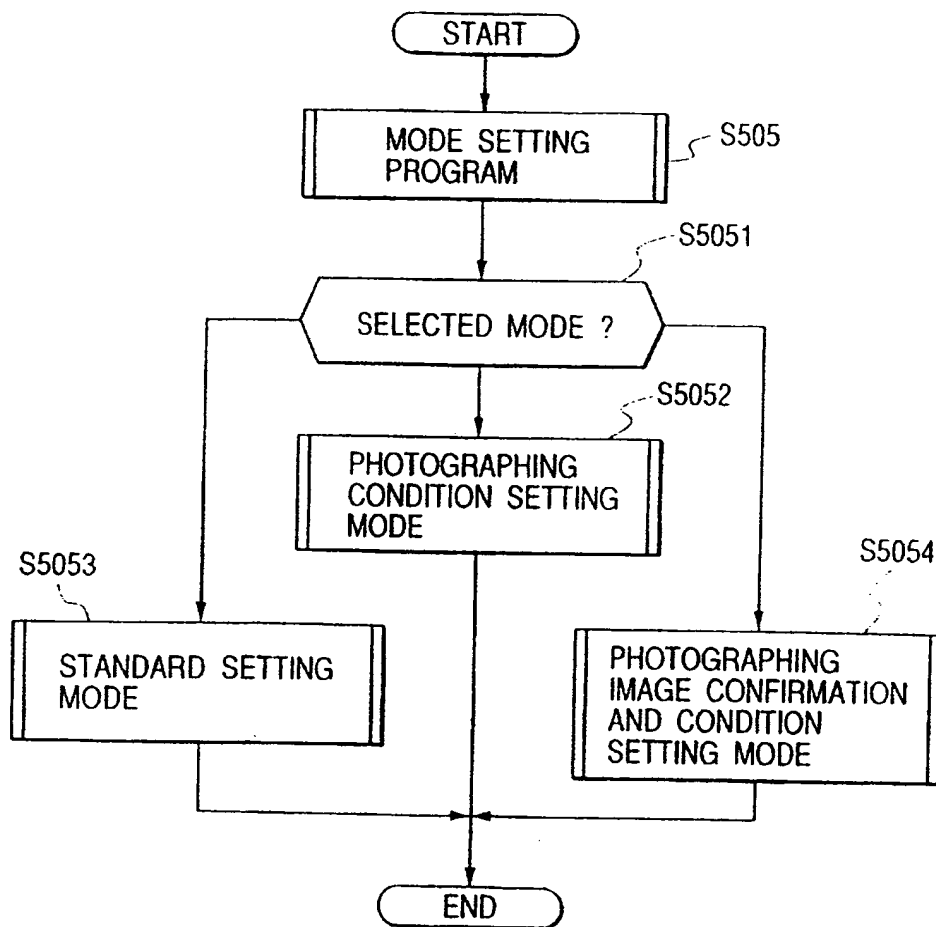 START
MODE SETTING
PROGRAM
S505
S5051
SELECTED MODE ?
S5052
PHOTOGRAPHING
CONDITION SETTING
MODE
S5053
STANDARD SETTING
MODE
S5054
PHOTOGRAPHING
IMAGE CONFIRMATION
AND CONDITION
SETTING MODE
END